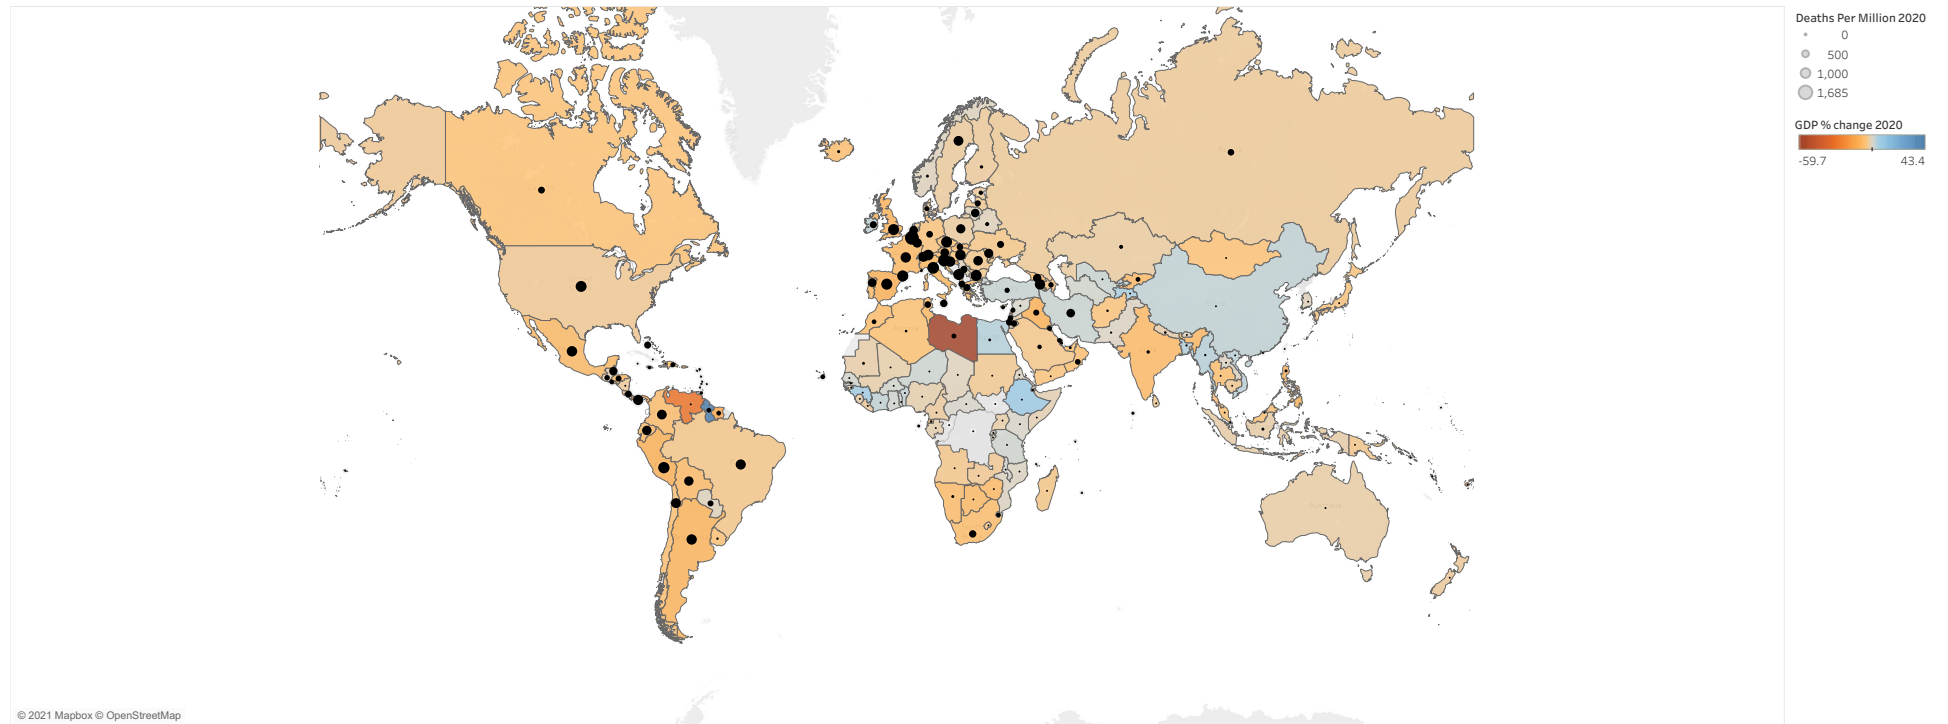 Deaths Per Million 2020
0
500
1,000
1,685
GDP % change 2020
-59.7 43.4
© 2021 Mapbox © OpenStreetMap